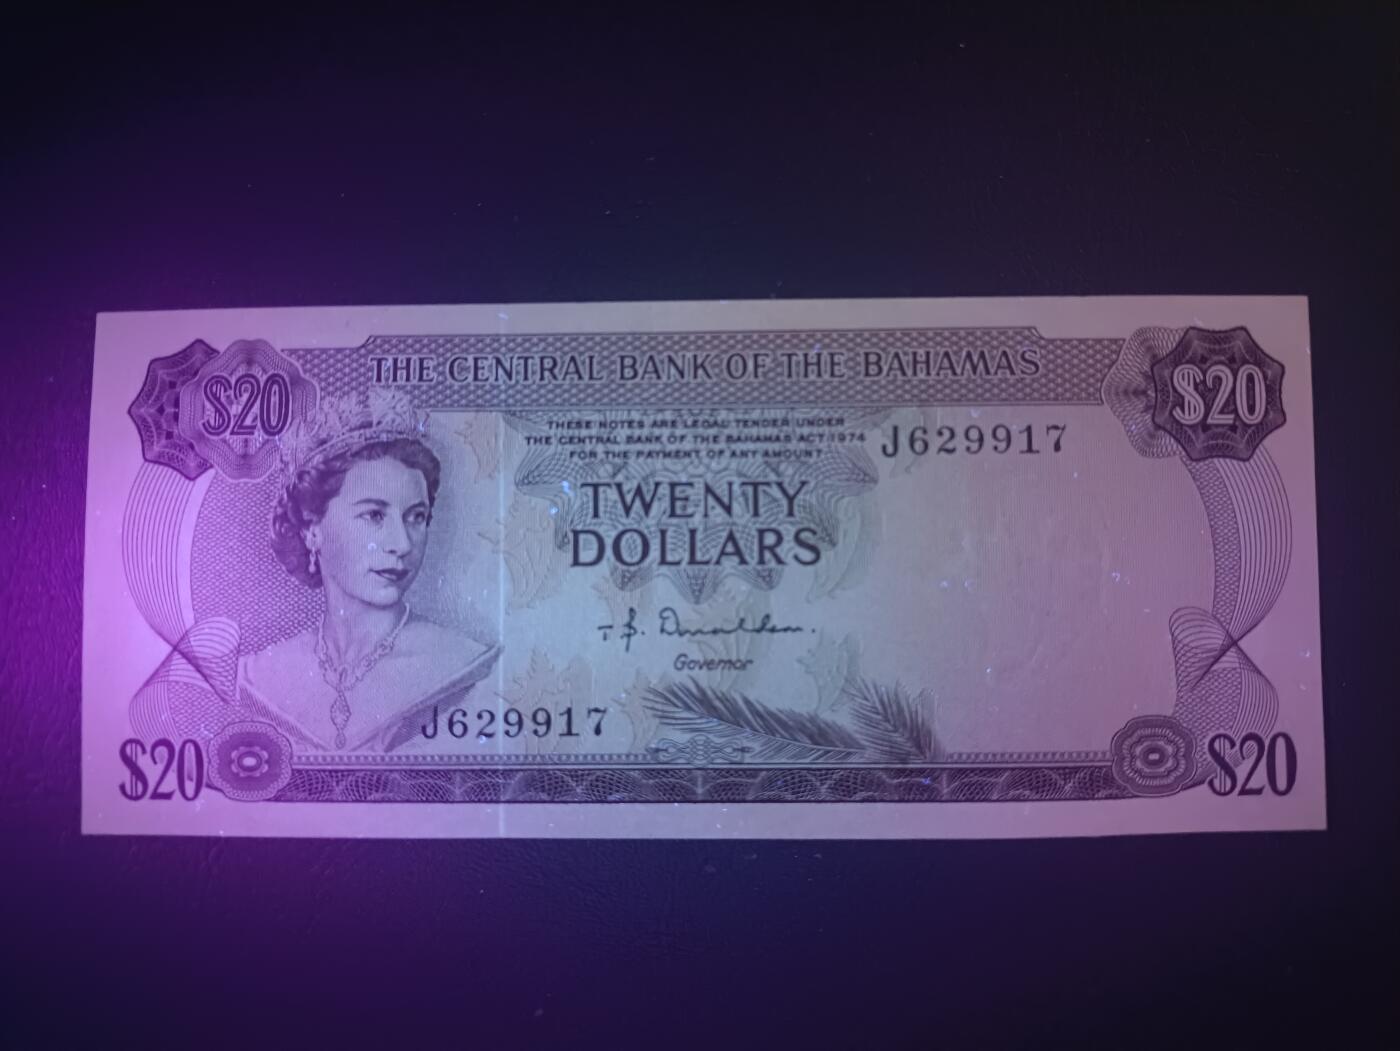 $20
THE CENTRAL BANK OF THE BAHAMAS
$20
THESE NOTES ARE LEGAL TENDER UNDER
THE CENTRAL BANK OF THE BAHAMAS ACT 1974
FOR THE PAYMENT OF ANY AMOUNT
J629917
TWENTY
DOLLARS
T. B. Donaldson.
Governor
J629917
$20
$20